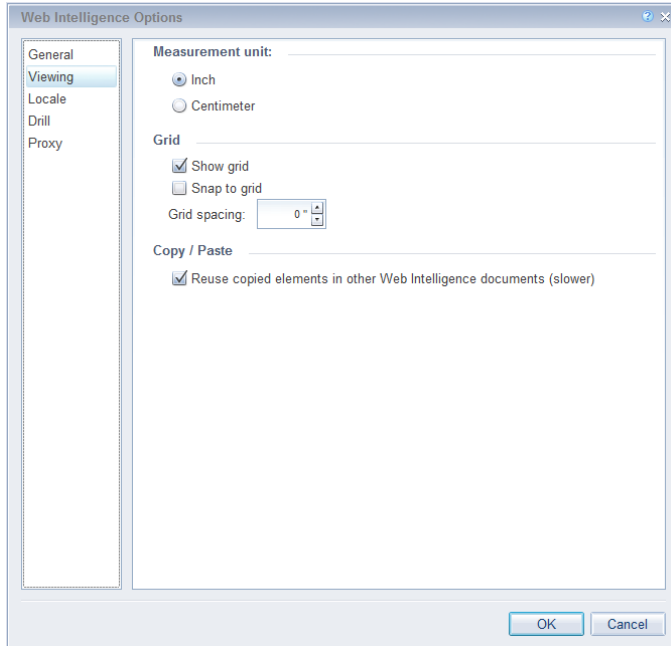 Web Intelligence Options
General
Viewing
Locale
Drill
Proxy
Measurement unit:
Inch
Centimeter
Grid
Show grid
Snap to grid
Grid spacing: 0 "
Copy / Paste
Reuse copied elements in other Web Intelligence documents (slower)
OK Cancel